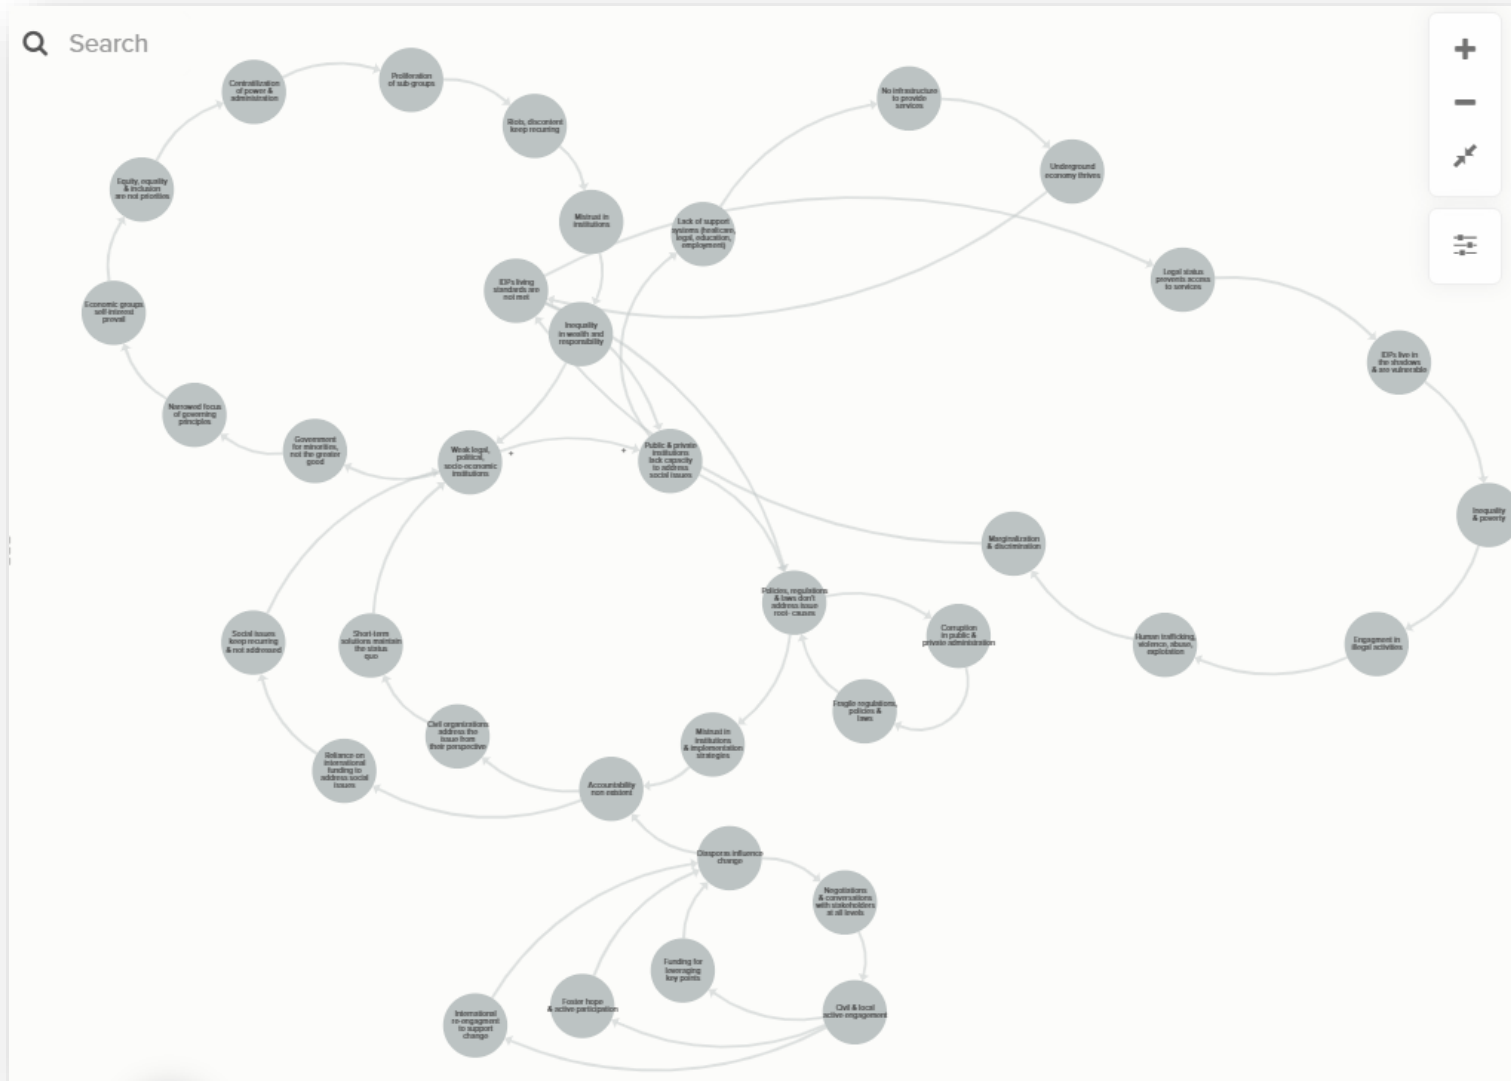 Search
Centralization
of power &
administration
Proliferation
of sub-groups
Riots, discontent
keep recurring
Mistrust in
institutions
Equity, equality
& inclusion
are not priorities
Economic groups
self-interest
prevail
Narrowed focus
of governing
principles
Government
for minorities,
not the greater
good
Weak legal,
political,
socio-economic
institutions
IDPs living
standards are
not met
Inequality
in wealth and
responsibility
Lack of support
systems (healtcare,
legal, education,
employment)
No infrastructure
to provide
services
Underground
economy thrives
Legal status
prevents access
to services
IDPs live in
the shadows
& are vulnerable
Inequality
& poverty
Engagment in
illegal activities
Human trafficking,
violence, abuse,
exploitation
Marginalization
& discrimination
Public & private
institutions
lack capacity
to address
social issues
Policies, regulations
& laws don't
address issue
root- causes
Corruption
in public &
private administration
Fragile regulations,
policies &
laws
Mistrust in
institutions
& implementation
strategies
Accountability
non existent
Social issues
keep recurring
& not addressed
Short-term
solutions maintain
the status
quo
Civil organizations
address the
issue from
their perspective
Reliance on
international
funding to
address social
issues
Diasporas influence
change
Negotiations
& conversations
with stakeholders
at all levels
Funding for
leveraging
key points
Foster hope
& active participation
International
re-engagment
to support
change
Civil & local
active engagement